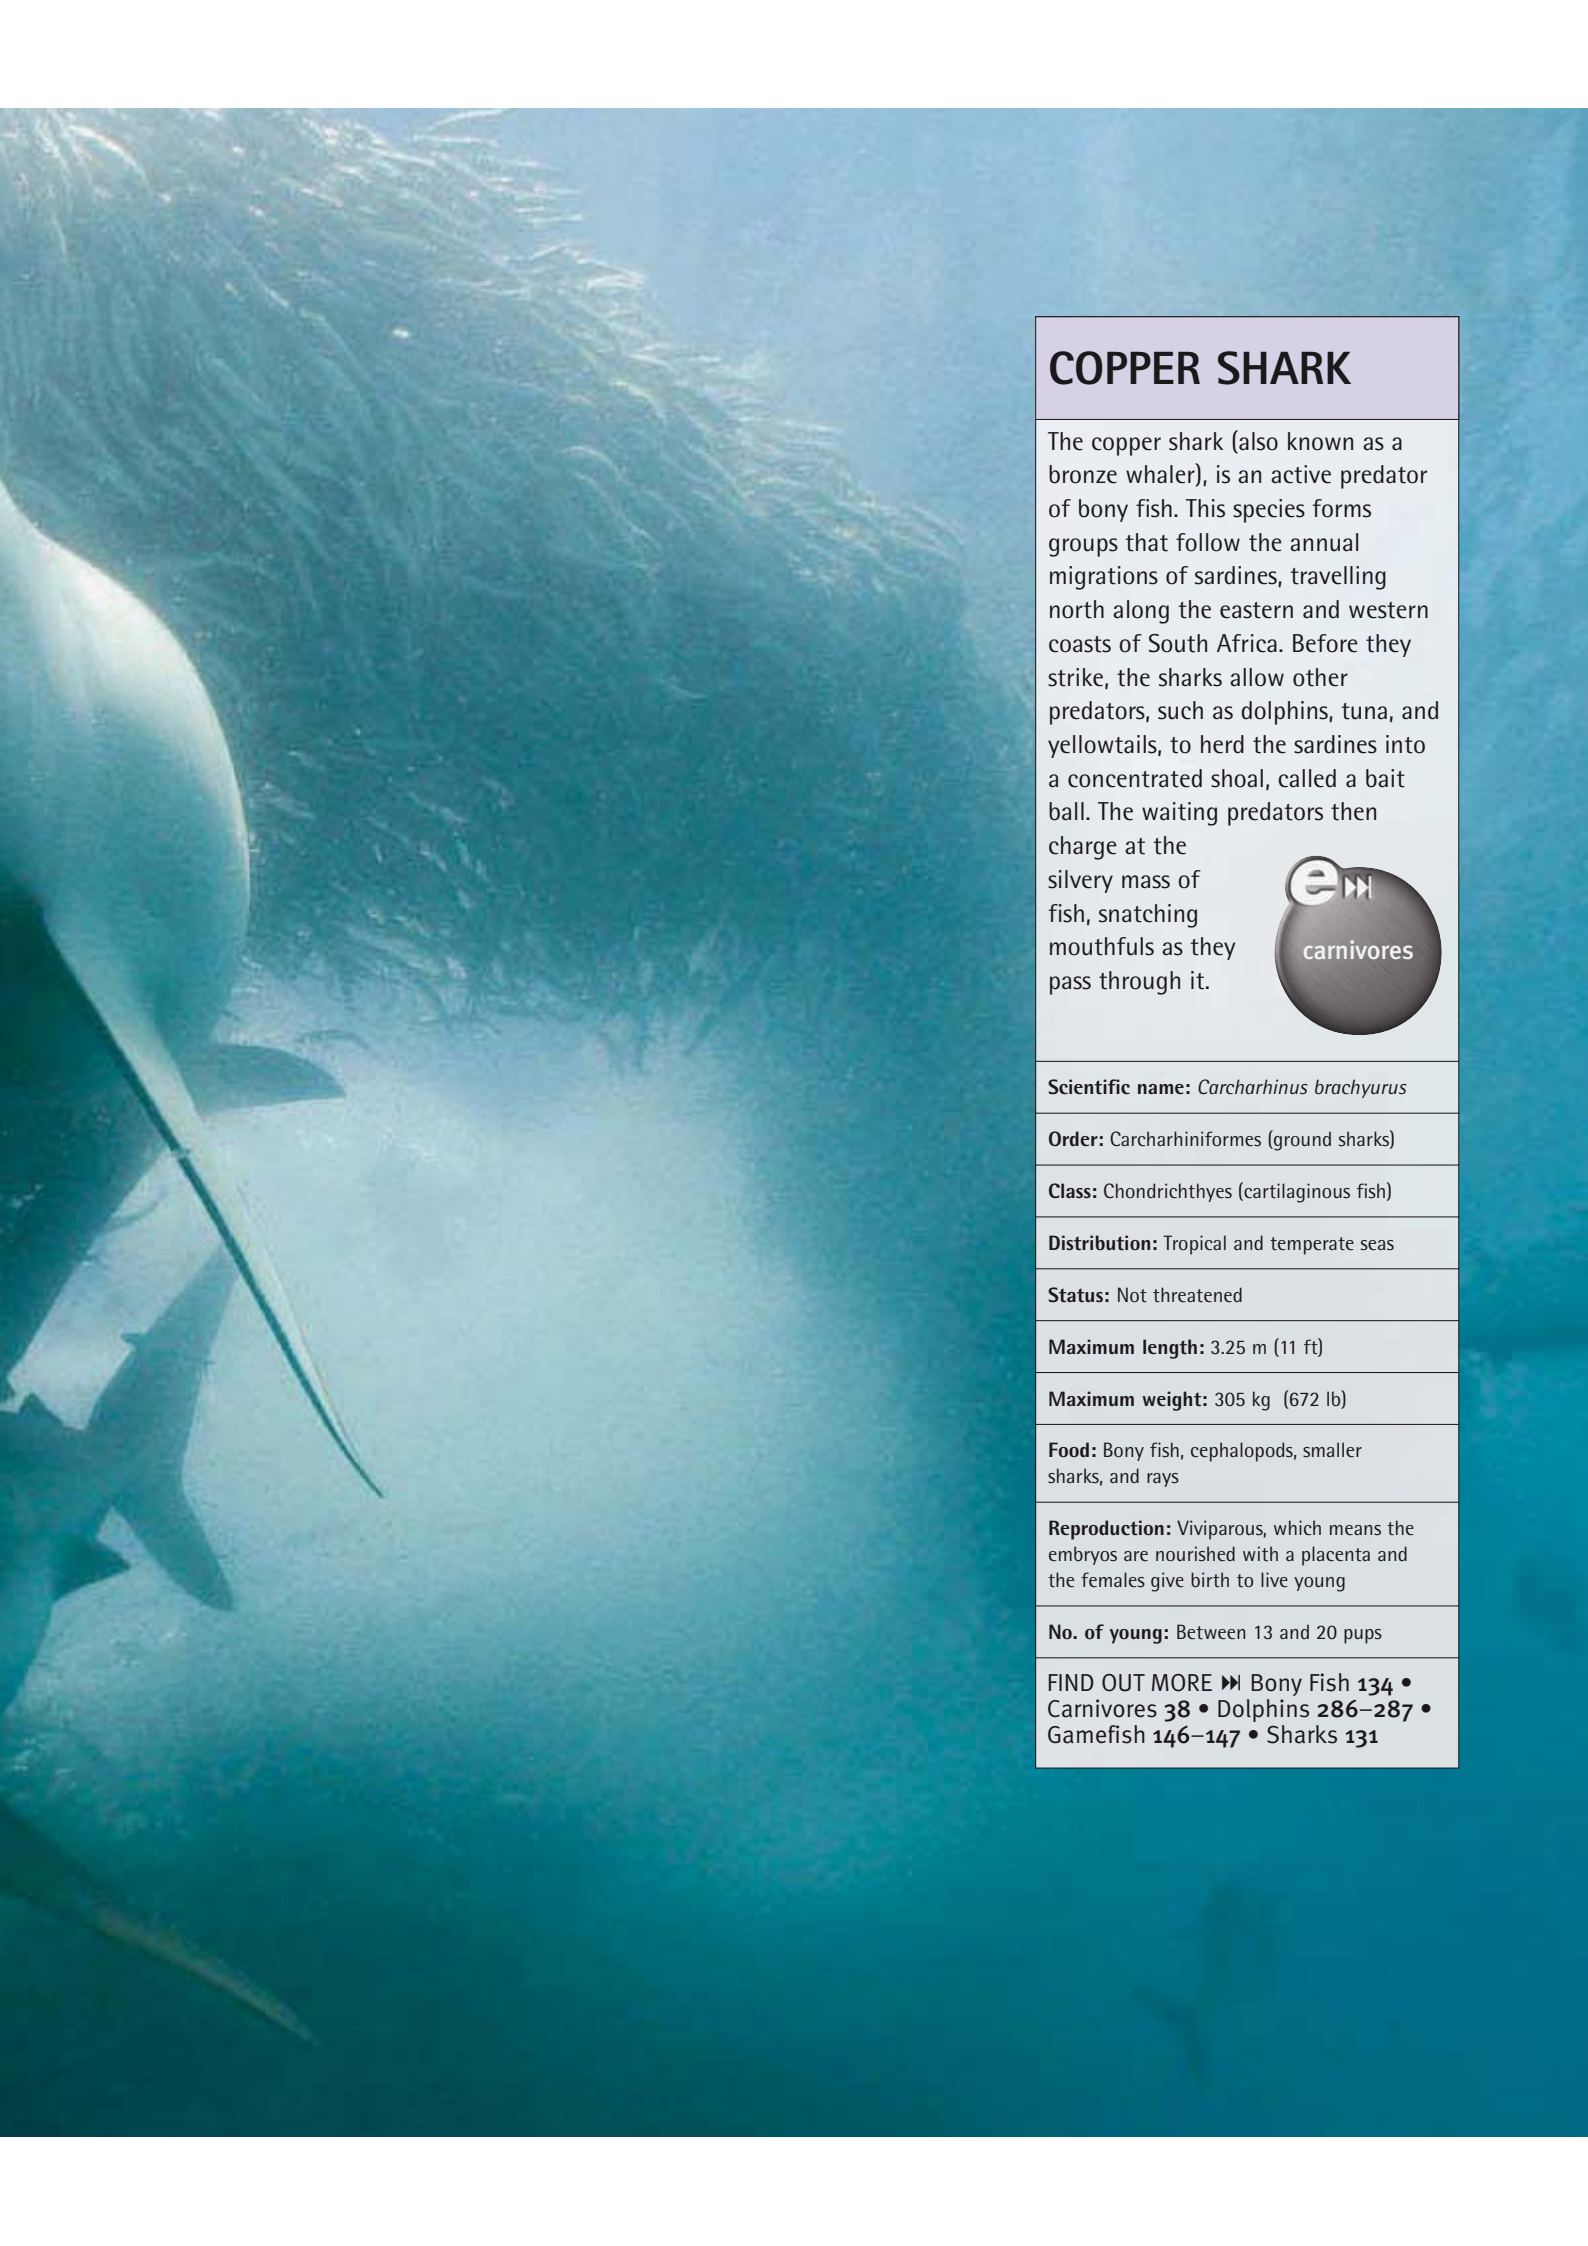 COPPER SHARK
The copper shark (also known as a
bronze whaler), is an active predator
of bony fish. This species forms
groups that follow the annual
migrations of sardines, travelling
north along the eastern and western
coasts of South Africa. Before they
strike, the sharks allow other
predators, such as dolphins, tuna, and
yellowtails, to herd the sardines into
a concentrated shoal, called a bait
ball. The waiting predators then
charge at the
silvery mass of
fish, snatching
mouthfuls as they
pass through it.
e
carnivores
Scientific name: Carcharhinus brachyurus
Order: Carcharhiniformes (ground sharks)
Class: Chondrichthyes (cartilaginous fish)
Distribution: Tropical and temperate seas
Status: Not threatened
Maximum length: 3.25 m (11 ft)
Maximum weight: 305 kg (672 lb)
Food: Bony fish, cephalopods, smaller
sharks, and rays
Reproduction: Viviparous, which means the
embryos are nourished with a placenta and
the females give birth to live young
No. of young: Between 13 and 20 pups
FIND OUT MORE ⏭ Bony Fish 134 •
Carnivores 38 • Dolphins 286–287 •
Gamefish 146–147 • Sharks 131